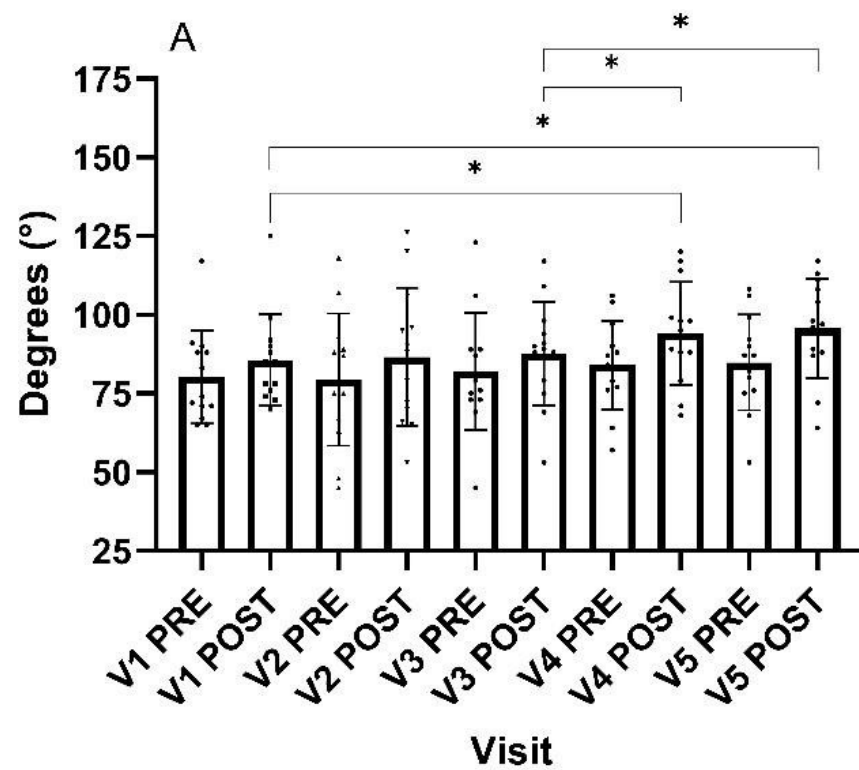 A
*
*
*
*
175
150
125
100
75
50
25
Degrees (°)
V1 PRE
V1 POST
V2 PRE
V2 POST
V3 PRE
V3 POST
V4 PRE
V4 POST
V5 PRE
V5 POST
Visit